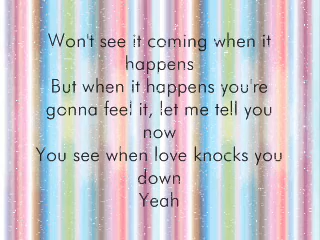 Won't see it coming when it
happens
But when it happens you're
gonna feel it, let me tell you
now
You see when love knocks you
down
Yeah